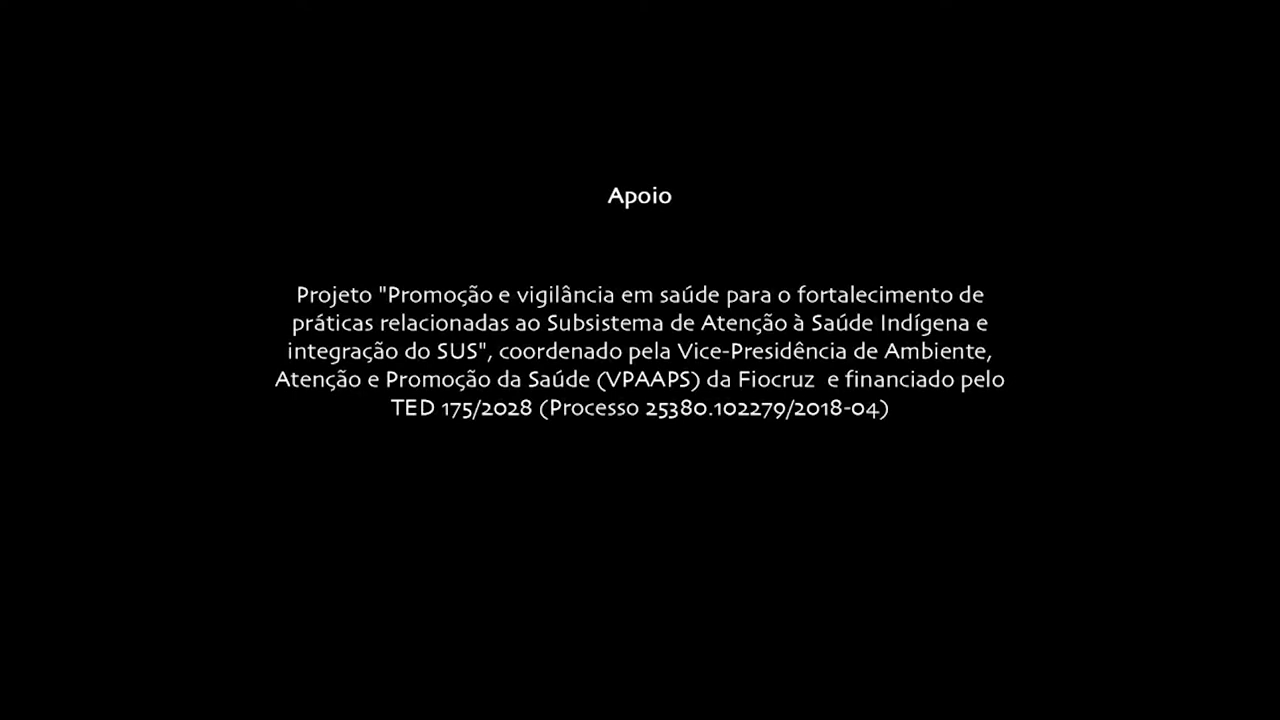 Apoio
Projeto "Promoção e vigilância em saúde para o fortalecimento de
práticas relacionadas ao Subsistema de Atenção à Saúde Indígena e
integração do SUS", coordenado pela Vice-Presidência de Ambiente,
Atenção e Promoção da Saúde (VPAAPS) da Fiocruz  e financiado pelo
TED 175/2028 (Processo 25380.102279/2018-04)